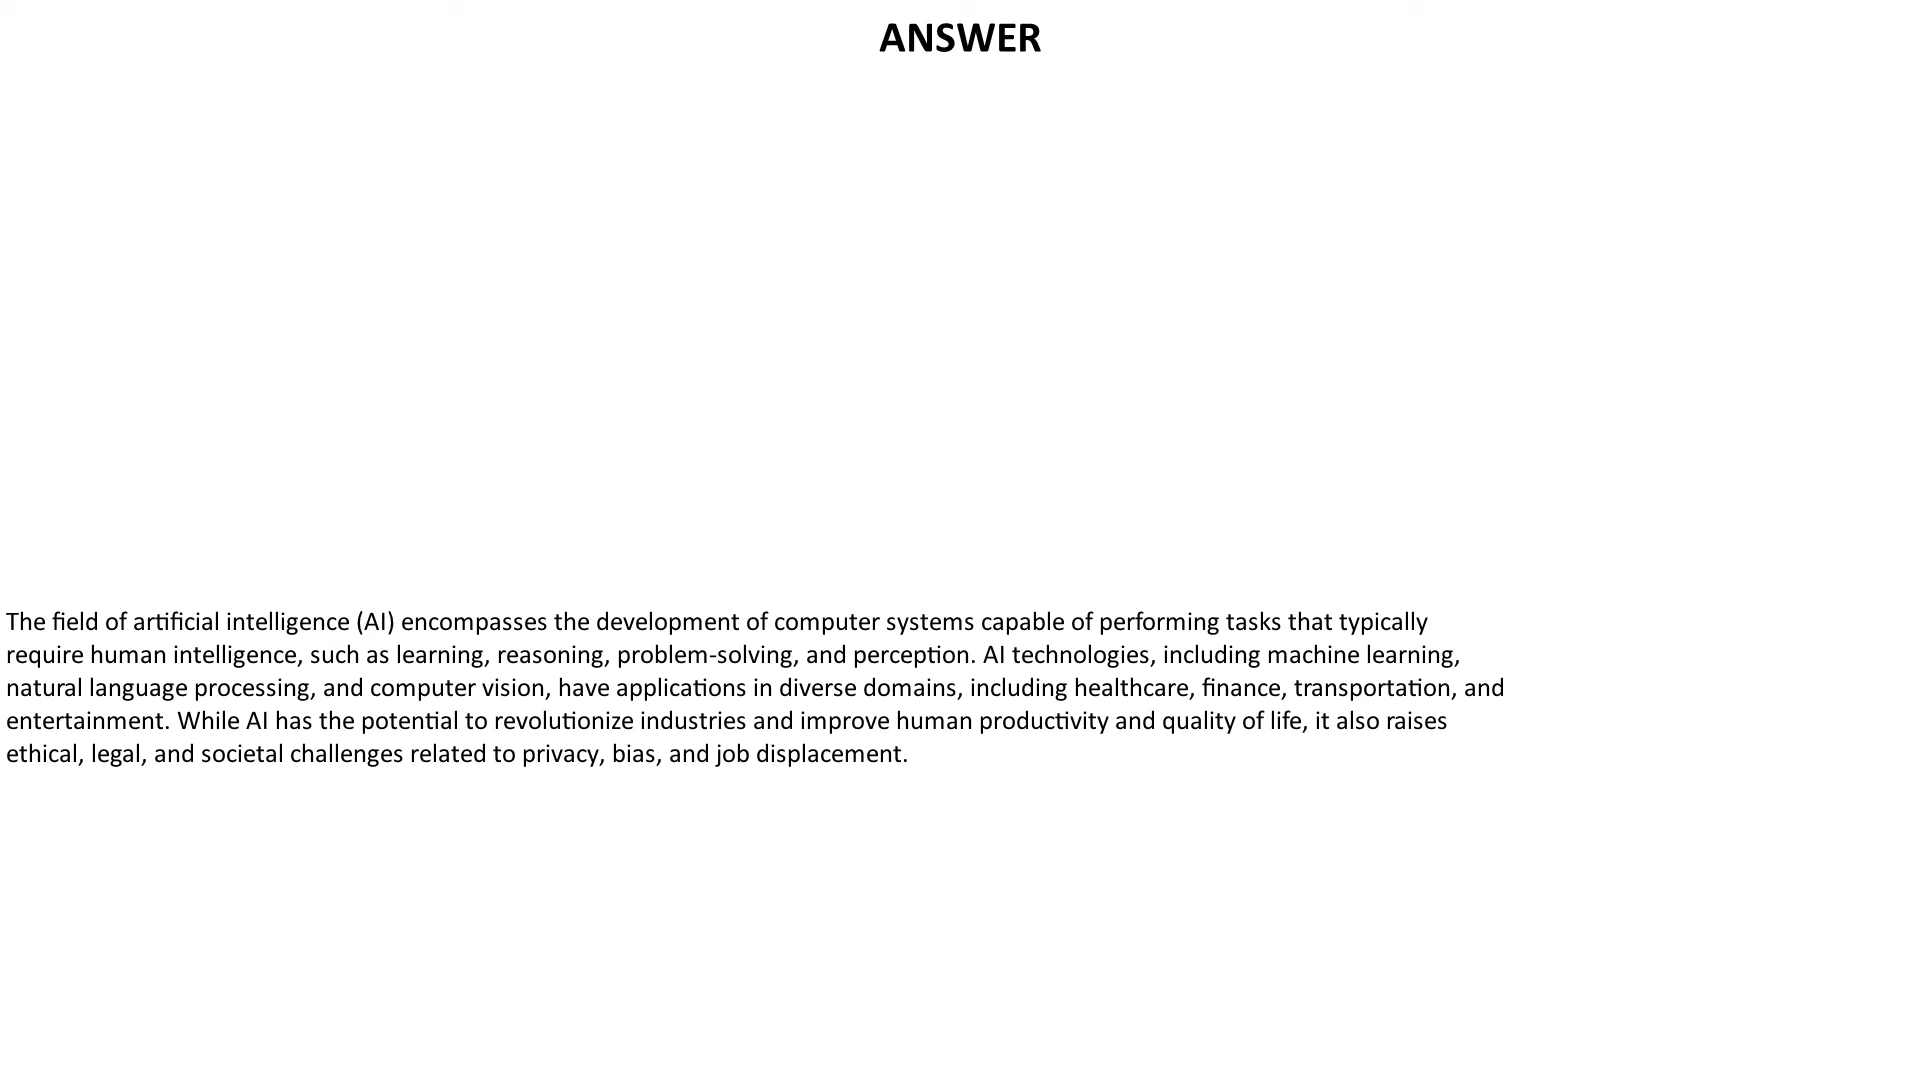 ANSWER
The field of artificial intelligence (AI) encompasses the development of computer systems capable of performing tasks that typically
require human intelligence, such as learning, reasoning, problem-solving, and perception. AI technologies, including machine learning,
natural language processing, and computer vision, have applications in diverse domains, including healthcare, finance, transportation, and
entertainment. While AI has the potential to revolutionize industries and improve human productivity and quality of life, it also raises
ethical, legal, and societal challenges related to privacy, bias, and job displacement.